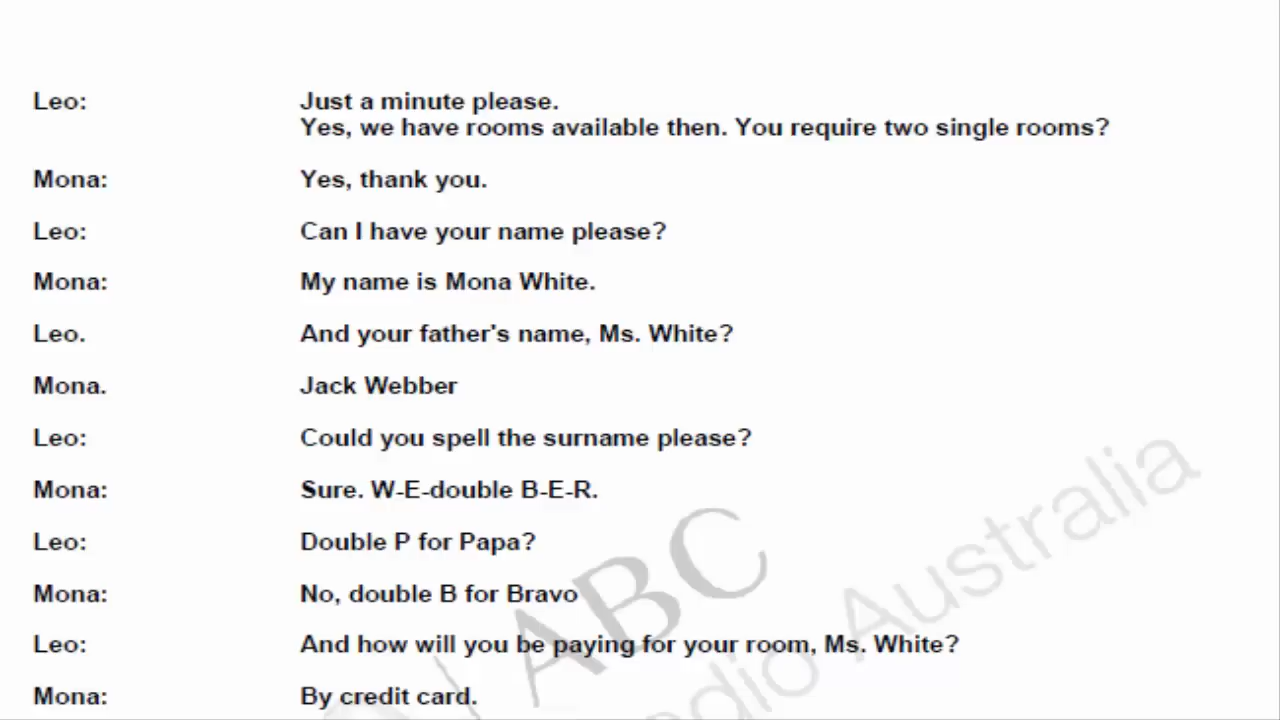 Leo: Just a minute please.
Yes, we have rooms available then. You require two single rooms?
Mona: Yes, thank you.
Leo: Can I have your name please?
Mona: My name is Mona White.
Leo. And your father's name, Ms. White?
Mona. Jack Webber
Leo: Could you spell the surname please?
Mona: Sure. W-E-double B-E-R.
Leo: Double P for Papa?
Mona: No, double B for Bravo
Leo: And how will you be paying for your room, Ms. White?
Mona: By credit card.
ABC
Australia